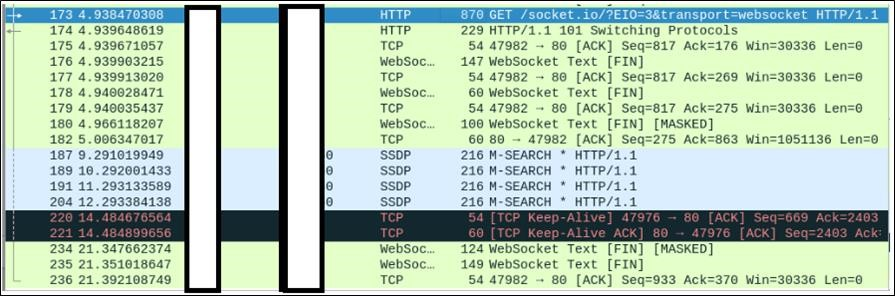 173 4.938470308 HTTP 870 GET /socket.io/?EIO=3&transport=websocket HTTP/1.1
174 4.939648619 HTTP 229 HTTP/1.1 101 Switching Protocols
175 4.939671057 TCP 54 47982 → 80 [ACK] Seq=817 Ack=176 Win=30336 Len=0
176 4.939903215 WebSoc… 147 WebSocket Text [FIN]
177 4.939913020 TCP 54 47982 → 80 [ACK] Seq=817 Ack=269 Win=30336 Len=0
178 4.940028471 WebSoc… 60 WebSocket Text [FIN]
179 4.940035437 TCP 54 47982 → 80 [ACK] Seq=817 Ack=275 Win=30336 Len=0
180 4.966118207 WebSoc… 100 WebSocket Text [FIN] [MASKED]
182 5.006347017 TCP 60 80 → 47982 [ACK] Seq=275 Ack=863 Win=1051136 Len=0
187 9.291019949 0 SSDP 216 M-SEARCH * HTTP/1.1
189 10.292001433 0 SSDP 216 M-SEARCH * HTTP/1.1
191 11.293133589 0 SSDP 216 M-SEARCH * HTTP/1.1
204 12.293384138 0 SSDP 216 M-SEARCH * HTTP/1.1
220 14.484676564 TCP 54 [TCP Keep-Alive] 47976 → 80 [ACK] Seq=669 Ack=2403
221 14.484899656 TCP 60 [TCP Keep-Alive ACK] 80 → 47976 [ACK] Seq=2403 Ack=
234 21.347662374 WebSoc… 124 WebSocket Text [FIN] [MASKED]
235 21.351018647 WebSoc… 149 WebSocket Text [FIN]
236 21.392108749 TCP 54 47982 → 80 [ACK] Seq=933 Ack=370 Win=30336 Len=0